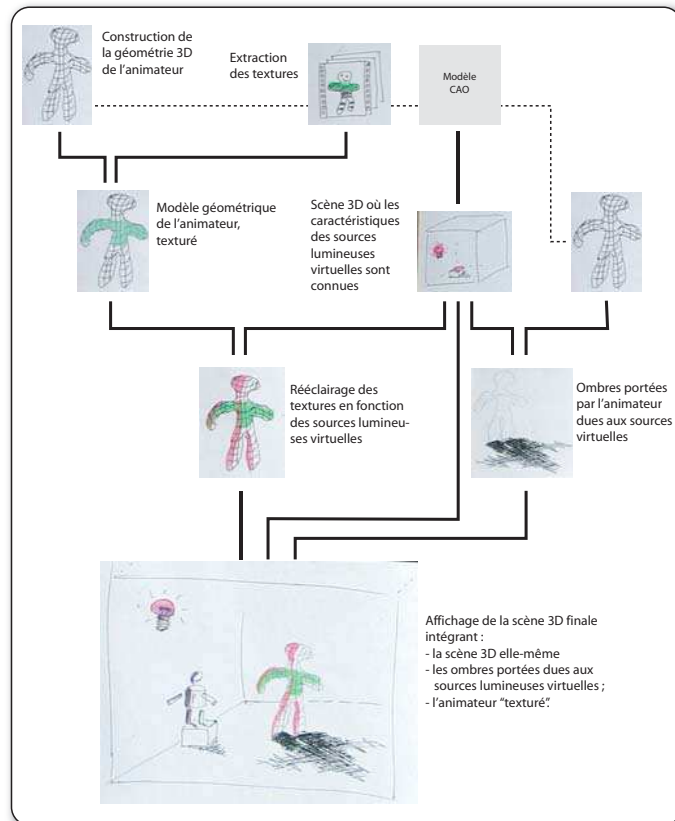 Construction de
la géométrie 3D
de l'animateur
Extraction
des textures
Modèle
CAO
Modèle géométrique
de l'animateur,
texturé
Scène 3D où les
caractéristiques
des sources
lumineuses
virtuelles sont
connues
Rééclairage des
textures en fonction
des sources lumineu-
ses virtuelles
Ombres portées
par l'animateur
dues aux sources
virtuelles
Affichage de la scène 3D finale
intégrant :
- la scène 3D elle-même
- les ombres portées dues aux
sources lumineuses virtuelles ;
- l'animateur “texturé”.